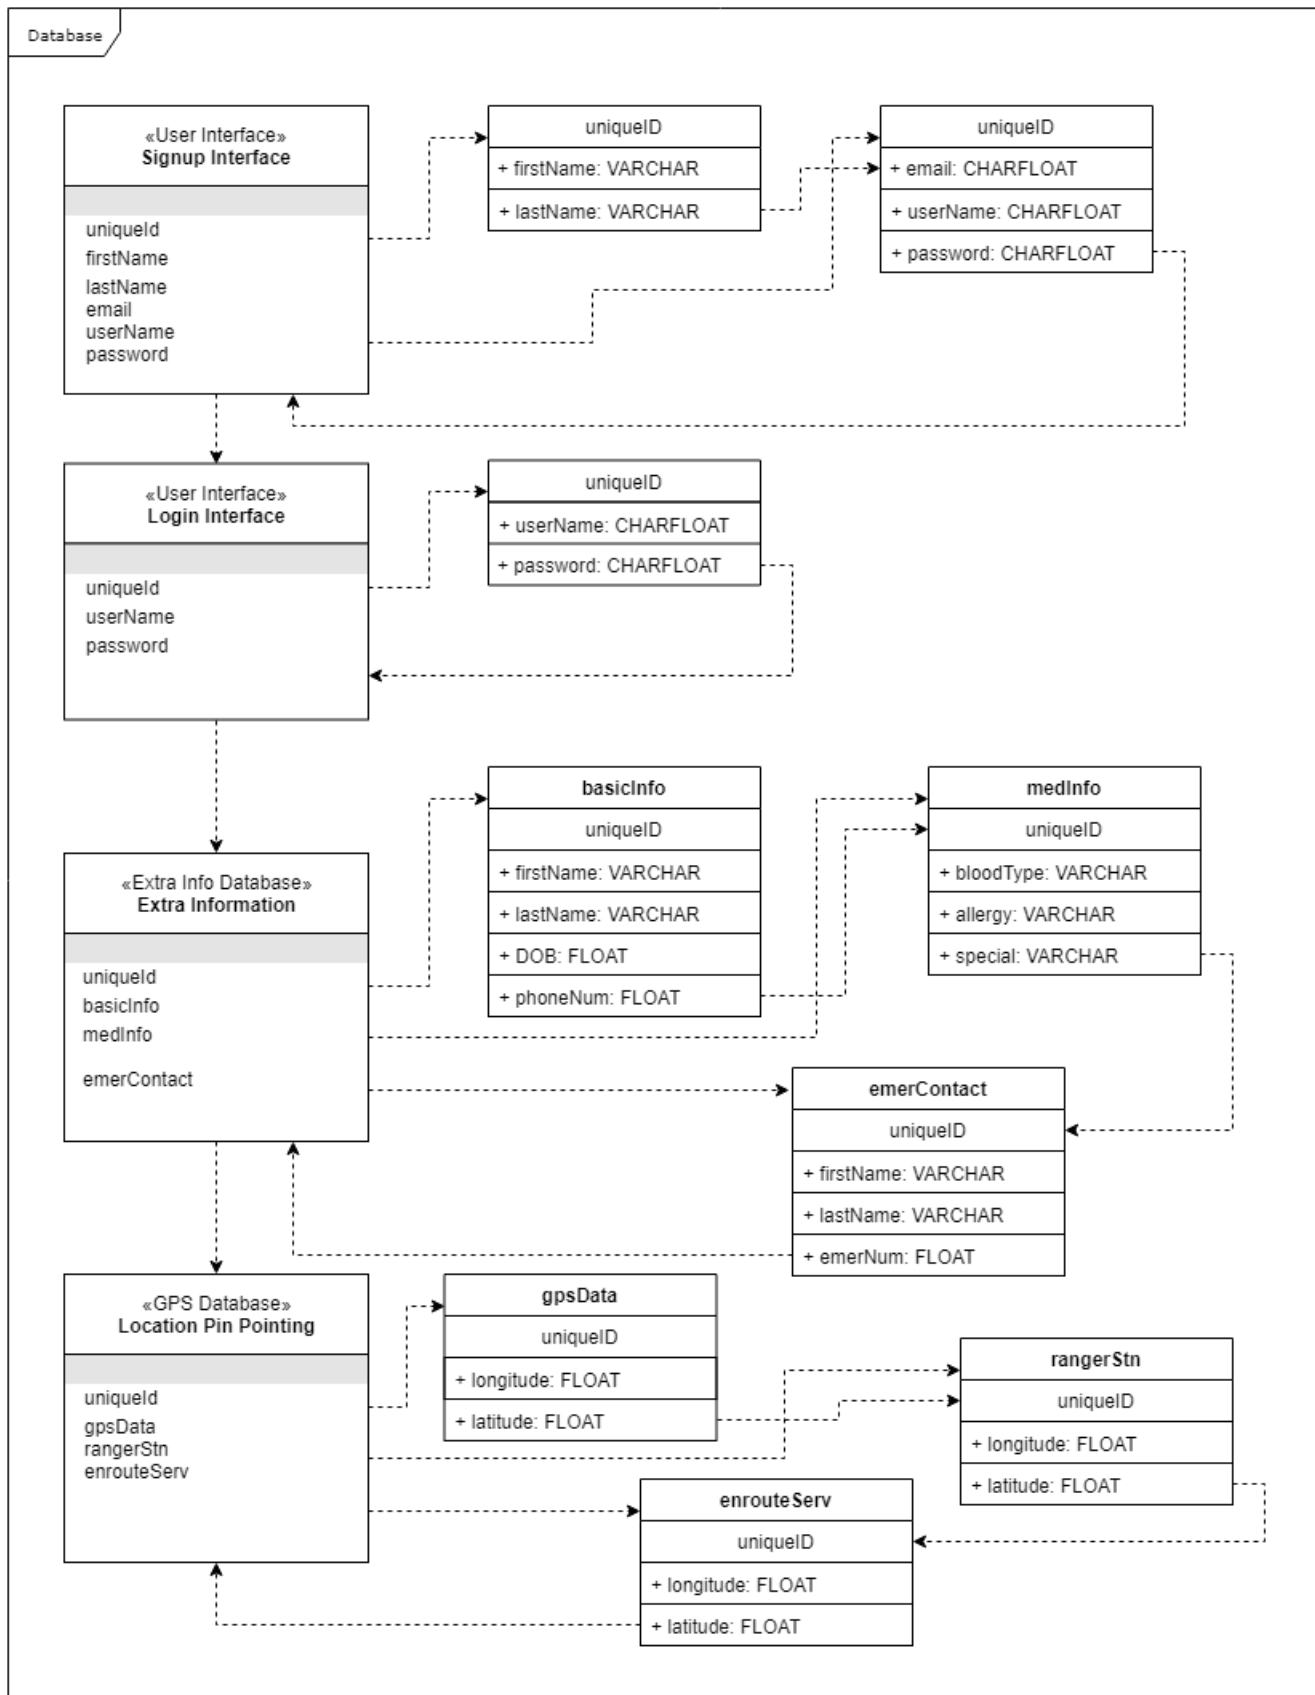 Database
«User Interface»
Signup Interface
uniqueId
firstName
lastName
email
userName
password
uniqueID
+ firstName: VARCHAR
+ lastName: VARCHAR
uniqueID
+ email: CHARFLOAT
+ userName: CHARFLOAT
+ password: CHARFLOAT
«User Interface»
Login Interface
uniqueId
userName
password
uniqueID
+ userName: CHARFLOAT
+ password: CHARFLOAT
«Extra Info Database»
Extra Information
uniqueId
basicInfo
medInfo
emerContact
basicInfo
uniqueID
+ firstName: VARCHAR
+ lastName: VARCHAR
+ DOB: FLOAT
+ phoneNum: FLOAT
medInfo
uniqueID
+ bloodType: VARCHAR
+ allergy: VARCHAR
+ special: VARCHAR
emerContact
uniqueID
+ firstName: VARCHAR
+ lastName: VARCHAR
+ emerNum: FLOAT
«GPS Database»
Location Pin Pointing
uniqueId
gpsData
rangerStn
enrouteServ
gpsData
uniqueID
+ longitude: FLOAT
+ latitude: FLOAT
rangerStn
uniqueID
+ longitude: FLOAT
+ latitude: FLOAT
enrouteServ
uniqueID
+ longitude: FLOAT
+ latitude: FLOAT